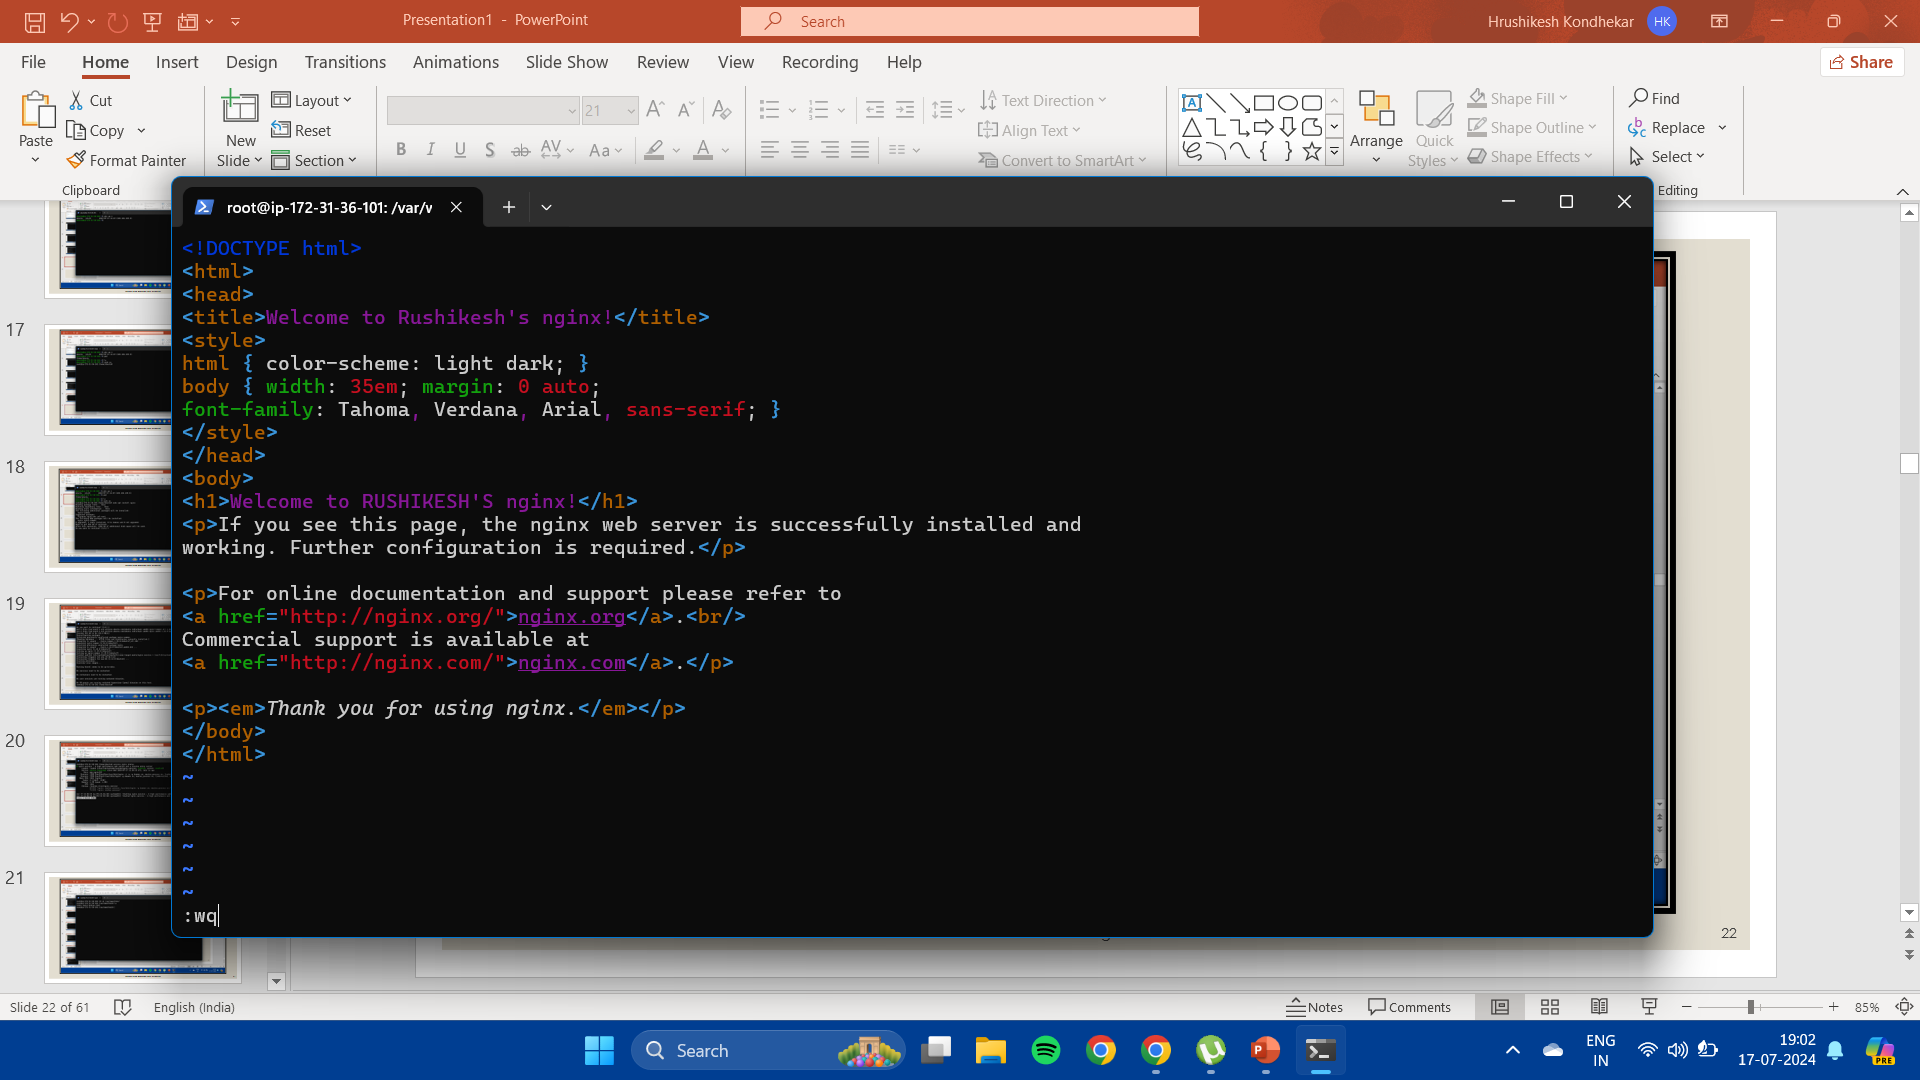 Presentation1 - PowerPoint
Search
Hrushikesh Kondhekar
HK
File Home Insert Design Transitions Animations Slide Show Review View Recording Help
Share
Paste
Cut
Copy
Format Painter
Clipboard
New
Slide
Layout
Reset
Section
21
B I U S ab AV Aa A
Text Direction
Align Text
Convert to SmartArt
Arrange
Quick
Styles
Shape Fill
Shape Outline
Shape Effects
Find
Replace
Select
Editing
root@ip-172-31-36-101: /var/v
<!DOCTYPE html>
<html>
<head>
<title>Welcome to Rushikesh's nginx!</title>
<style>
html { color-scheme: light dark; }
body { width: 35em; margin: 0 auto;
font-family: Tahoma, Verdana, Arial, sans-serif; }
</style>
</head>
<body>
<h1>Welcome to RUSHIKESH'S nginx!</h1>
<p>If you see this page, the nginx web server is successfully installed and
working. Further configuration is required.</p>
<p>For online documentation and support please refer to
<a href="http://nginx.org/">nginx.org</a>.<br/>
Commercial support is available at
<a href="http://nginx.com/">nginx.com</a>.</p>
<p><em>Thank you for using nginx.</em></p>
</body>
</html>
~
~
~
~
~
~
:wq
17
18
19
20
21
22
Slide 22 of 61
English (India)
Notes
Comments
85%
Search
ENG
IN
19:02
17-07-2024
PRE